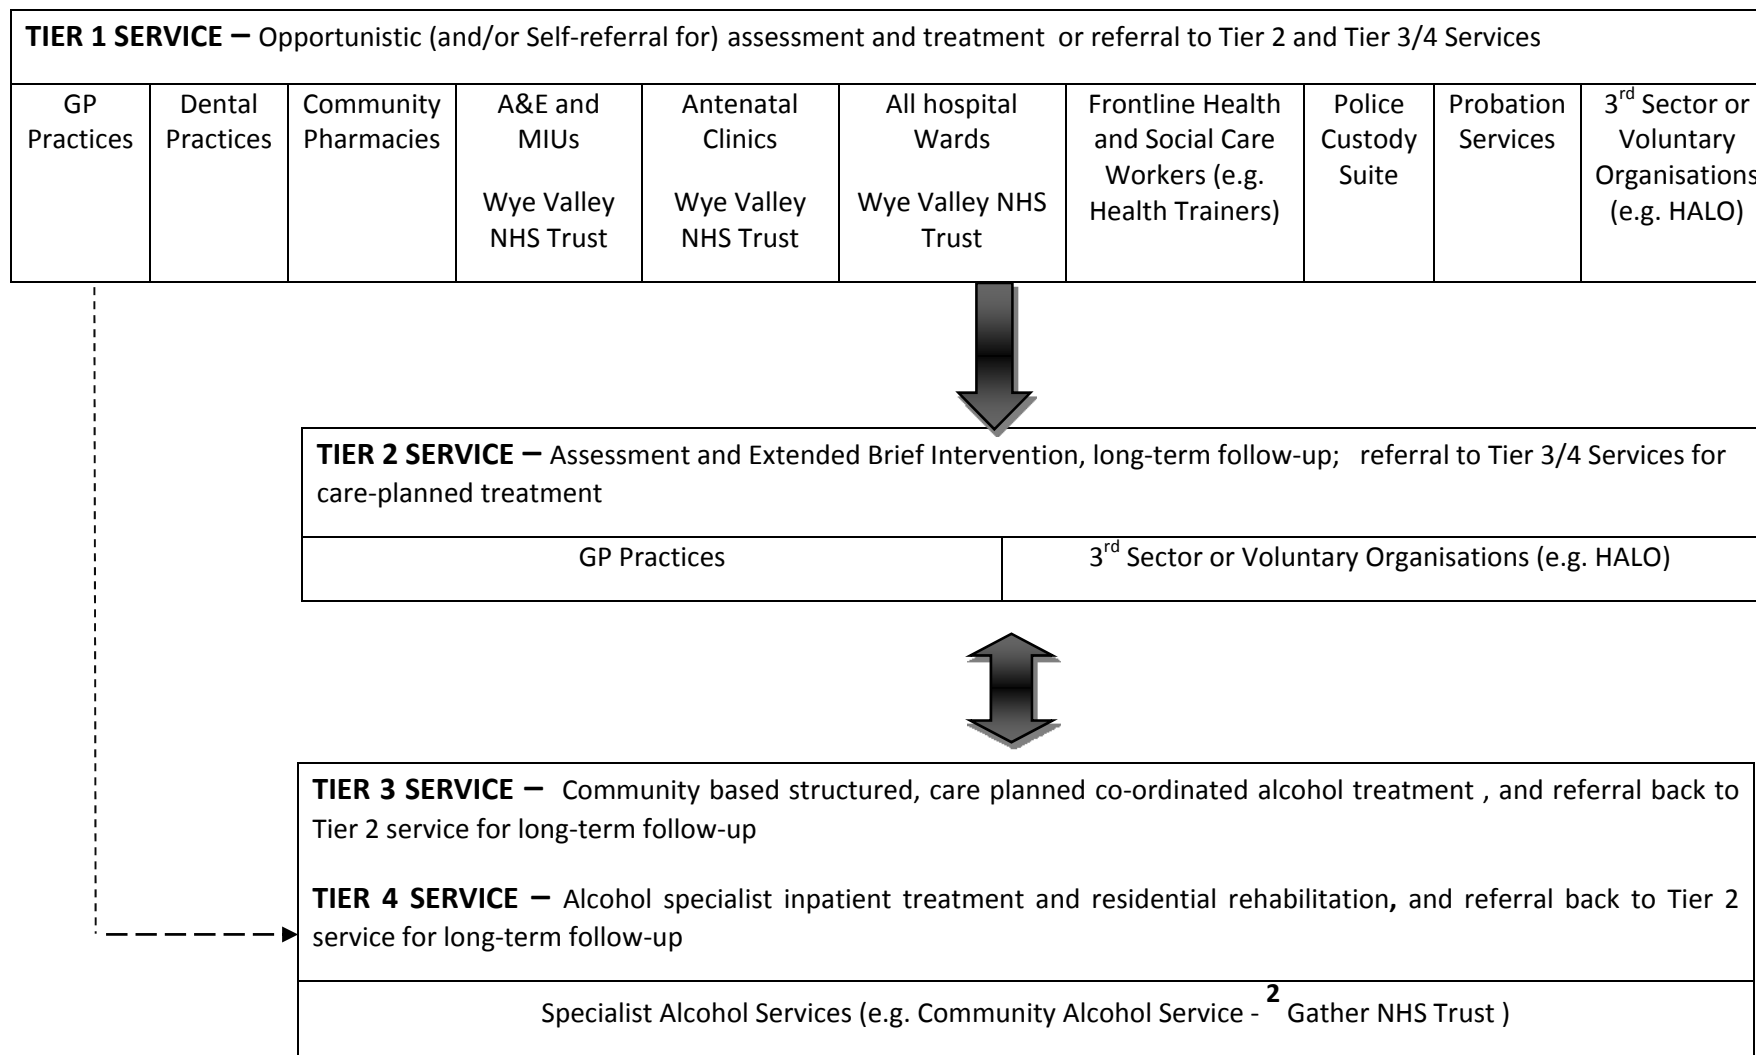 TIER 1 SERVICE – Opportunistic (and/or Self-referral for) assessment and treatment or referral to Tier 2 and Tier 3/4 Services
GP
Practices
Dental
Practices
Community
Pharmacies
A&E and
MIUs
Wye Valley
NHS Trust
Antenatal
Clinics
Wye Valley
NHS Trust
All hospital
Wards
Wye Valley NHS
Trust
Frontline Health
and Social Care
Workers (e.g.
Health Trainers)
Police
Custody
Suite
Probation
Services
3rd Sector or
Voluntary
Organisations
(e.g. HALO)
TIER 2 SERVICE – Assessment and Extended Brief Intervention, long-term follow-up; referral to Tier 3/4 Services for
care-planned treatment
GP Practices
3rd Sector or Voluntary Organisations (e.g. HALO)
TIER 3 SERVICE – Community based structured, care planned co-ordinated alcohol treatment , and referral back to
Tier 2 service for long-term follow-up
TIER 4 SERVICE – Alcohol specialist inpatient treatment and residential rehabilitation, and referral back to Tier 2
service for long-term follow-up
Specialist Alcohol Services (e.g. Community Alcohol Service - 2 Gather NHS Trust )